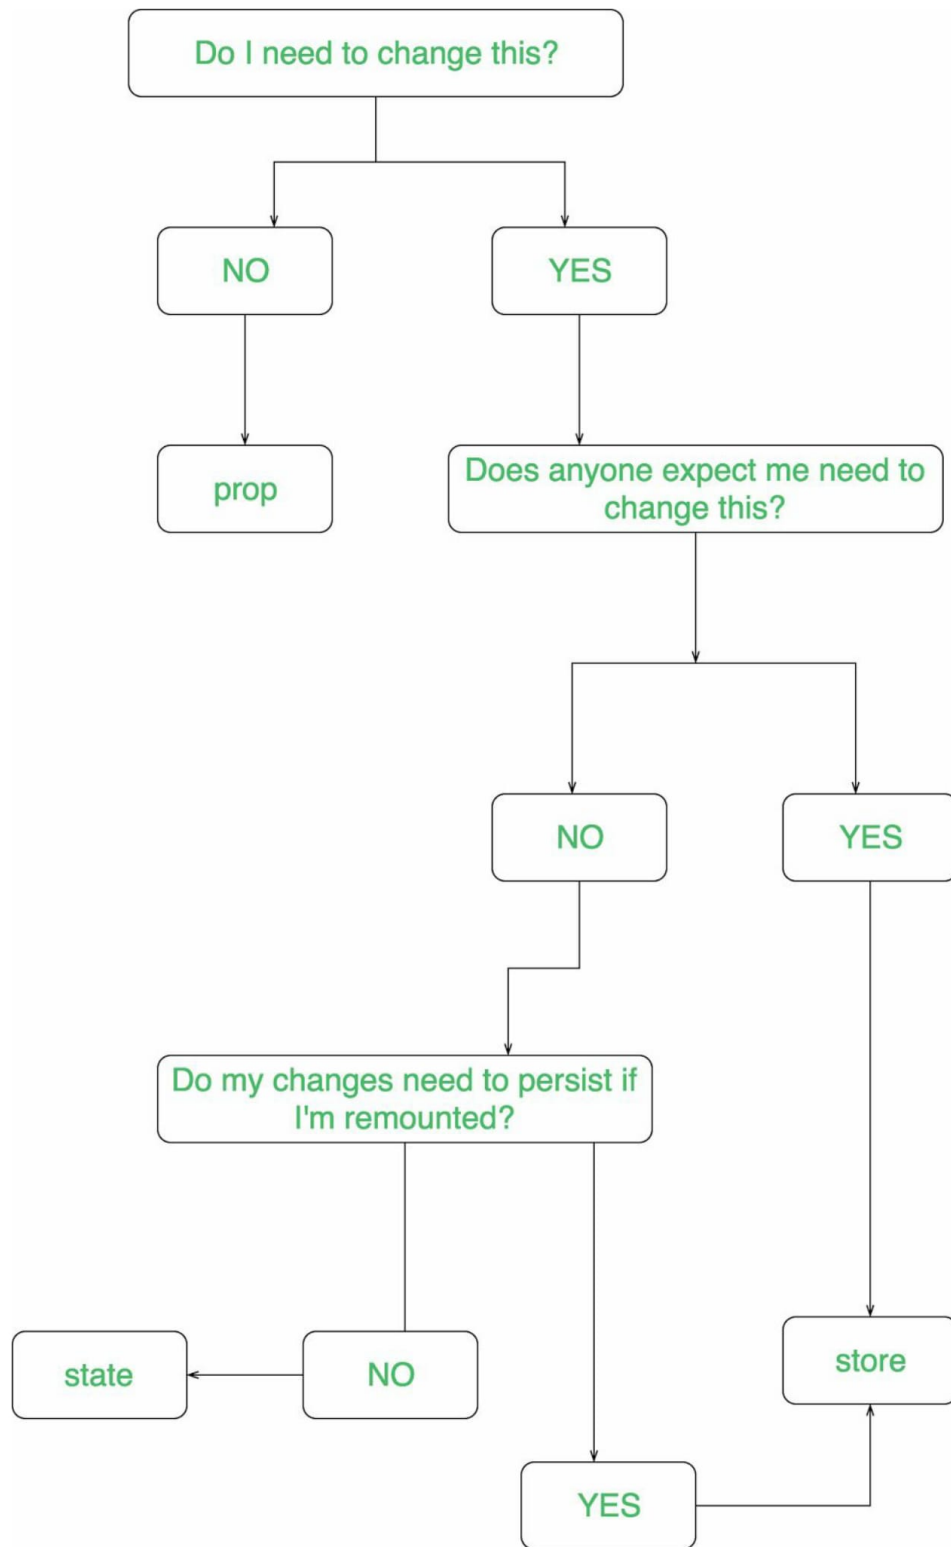 Do I need to change this?
NO
YES
prop
Does anyone expect me need to
change this?
NO
YES
Do my changes need to persist if
I'm remounted?
state
NO
store
YES